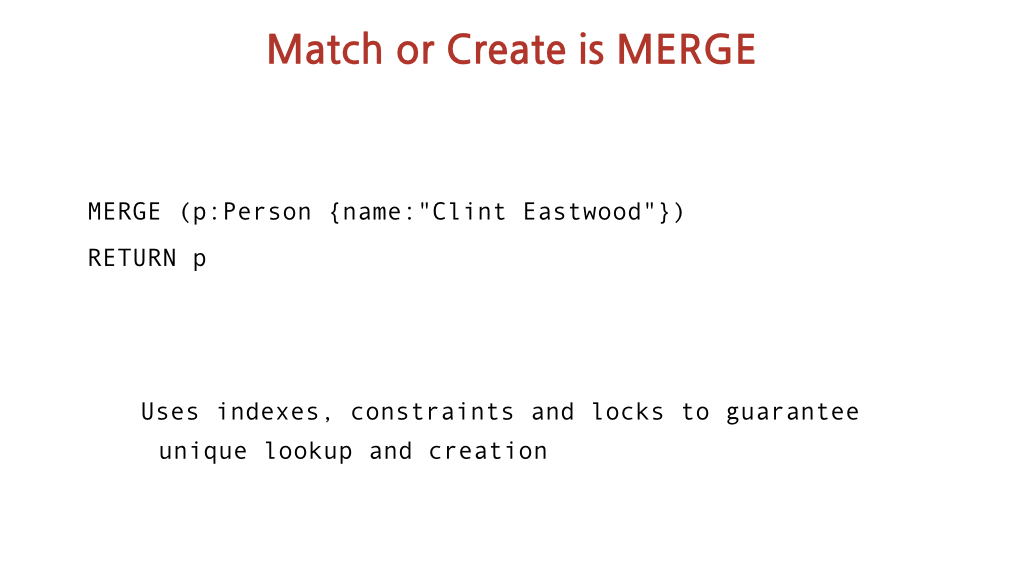 Match or Create is MERGE
MERGE (p:Person {name:"Clint Eastwood"})
RETURN p
Uses indexes, constraints and locks to guarantee
unique lookup and creation